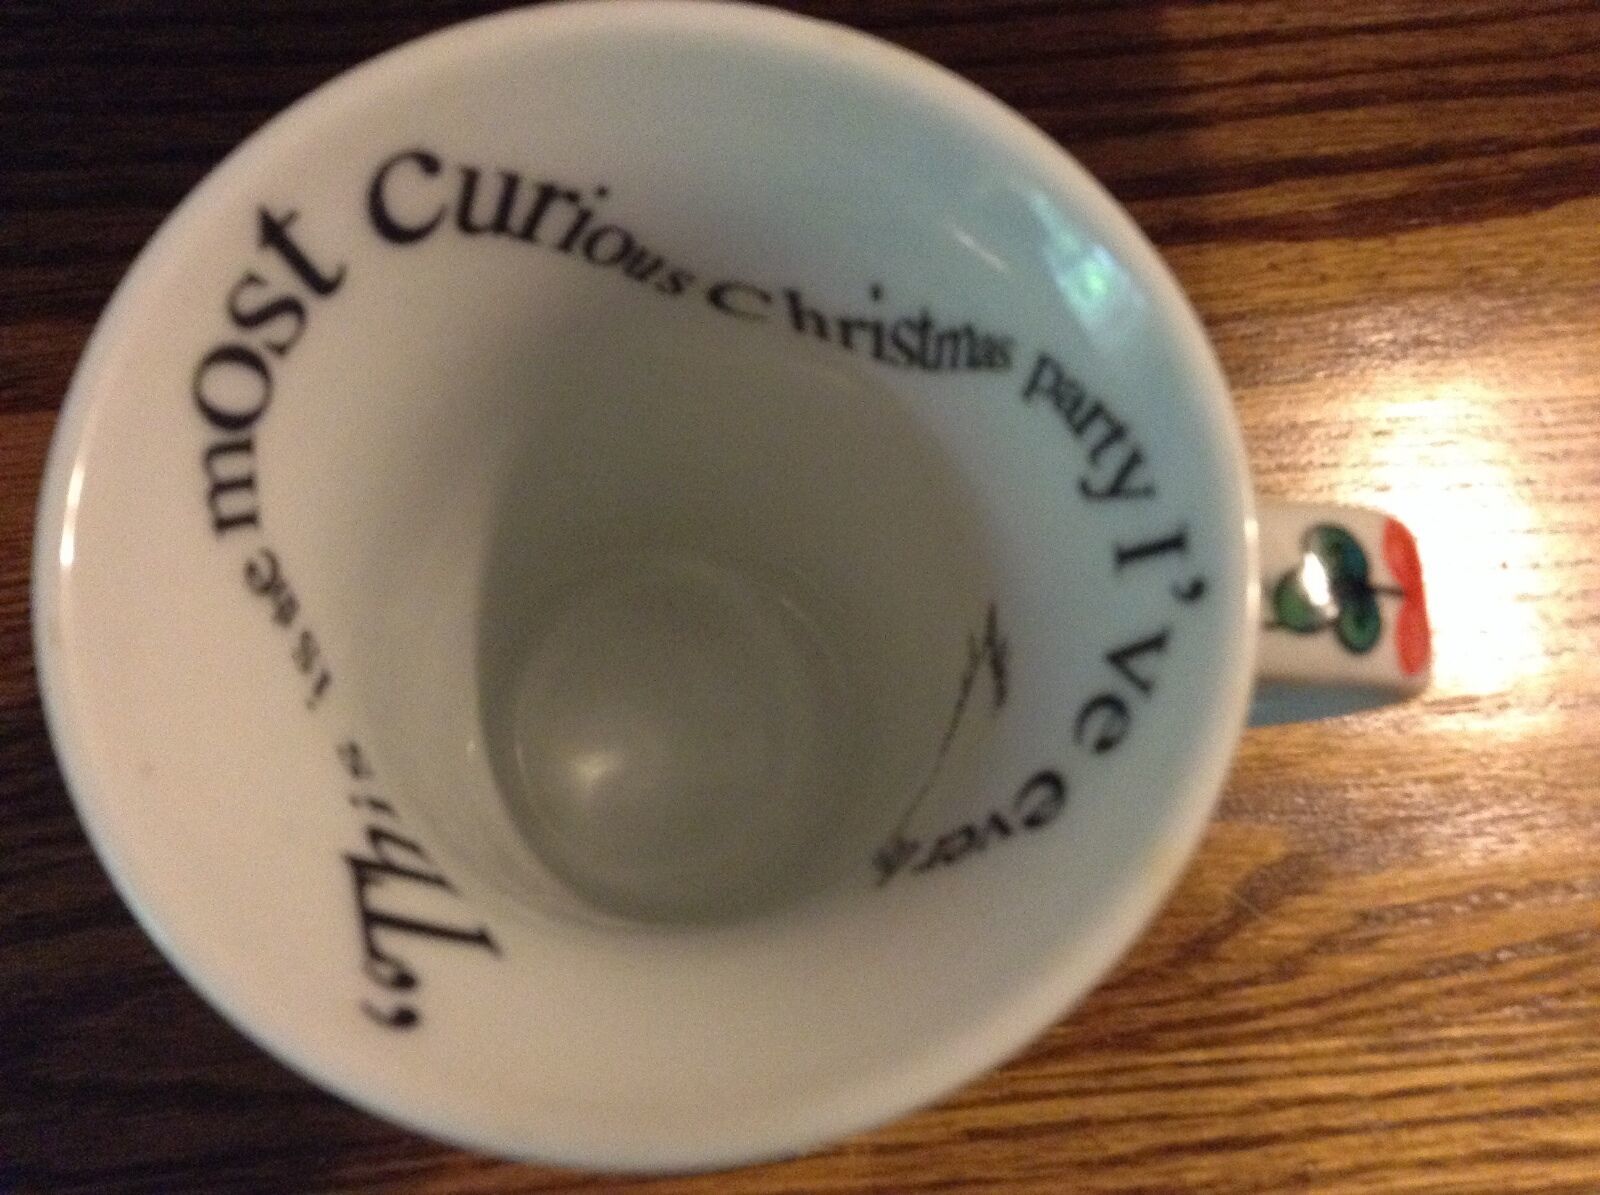 “This is the most Curious Christmas party I've ever